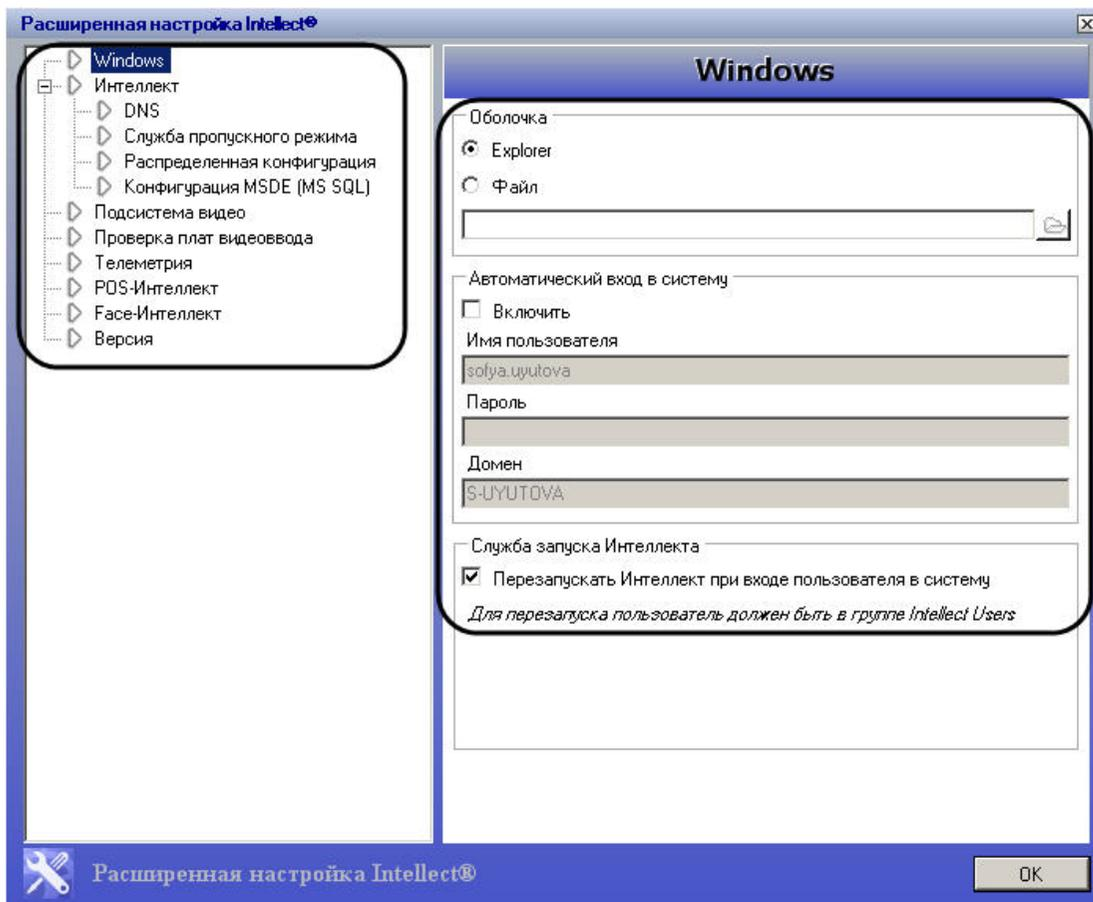 Расширенная настройка Intellect®
Windows
Интеллект
DNS
Служба пропускного режима
Распределенная конфигурация
Конфигурация MSDE (MS SQL)
Подсистема видео
Проверка плат видеоввода
Телеметрия
POS-Интеллект
Face-Интеллект
Версия
Windows
Оболочка
Explorer
Файл
Автоматический вход в систему
Включить
Имя пользователя
sofya.uyutova
Пароль
Домен
S-UYUTOVA
Служба запуска Интеллекта
Перезапускать Интеллект при входе пользователя в систему
Для перезапуска пользователь должен быть в группе Intellect Users
Расширенная настройка Intellect®
OK